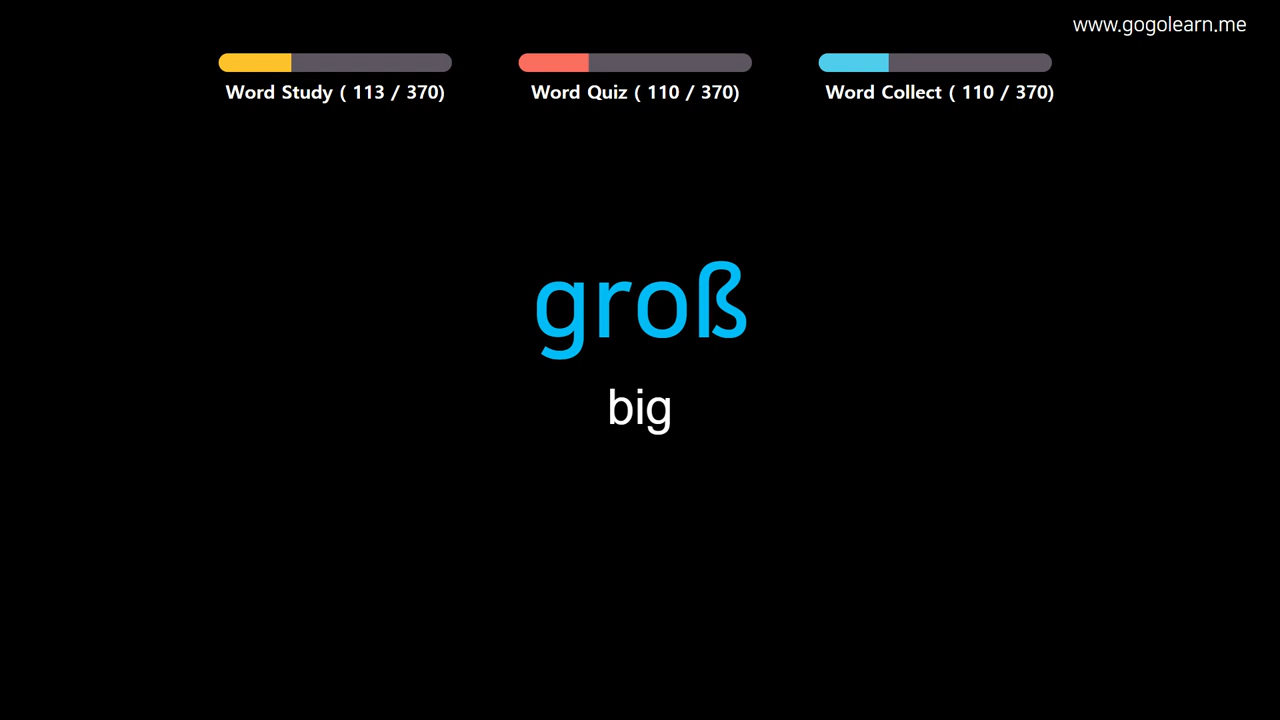 www.gogolearn.me
Word Study ( 113 / 370)
Word Quiz ( 110 / 370)
Word Collect ( 110 / 370)
groß
big